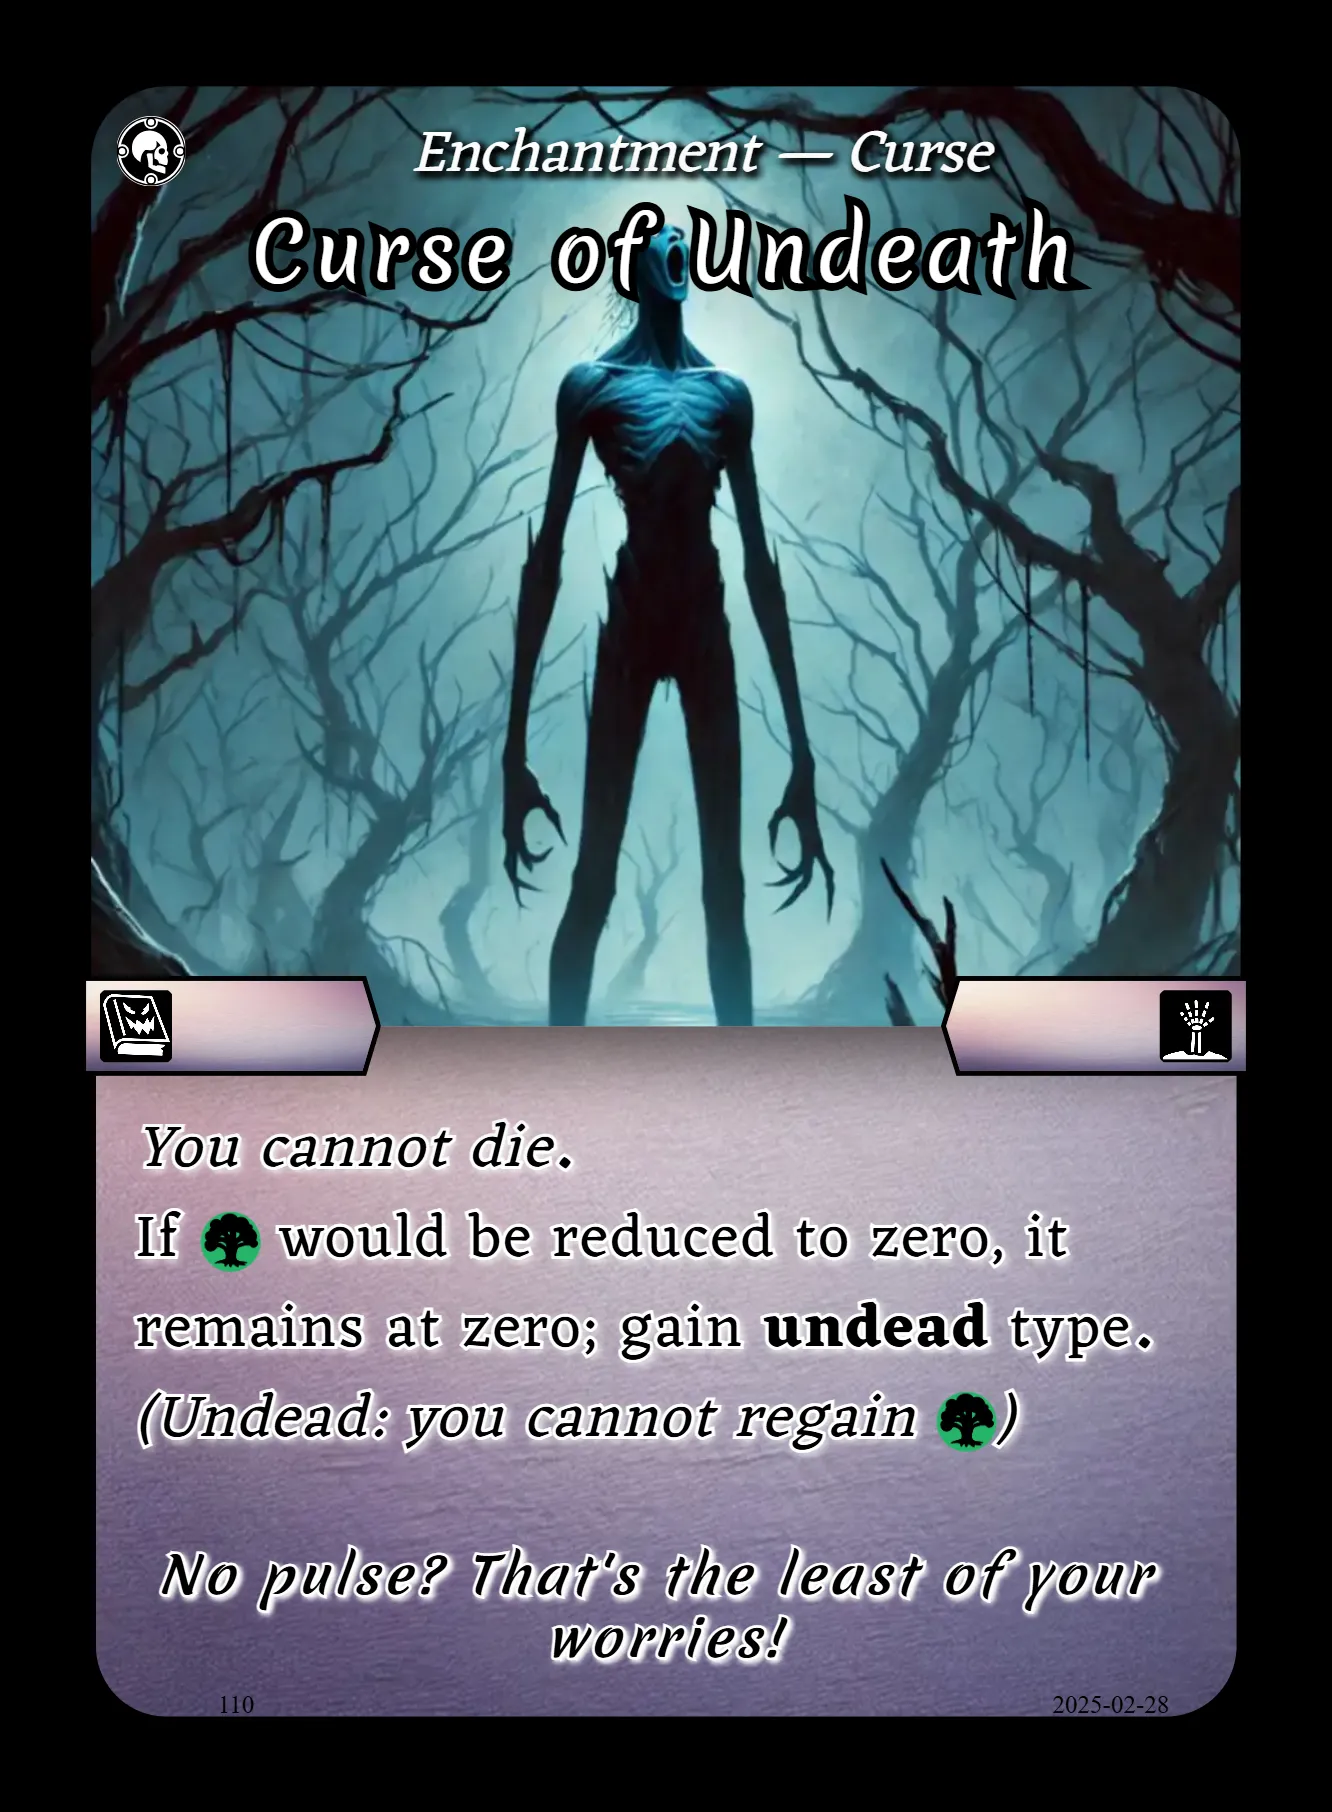 Enchantment — Curse
Curse of Undeath
You cannot die.
If would be reduced to zero, it
remains at zero; gain undead type.
(Undead: you cannot regain )
No pulse? That's the least of your
worries!
110
2025-02-28